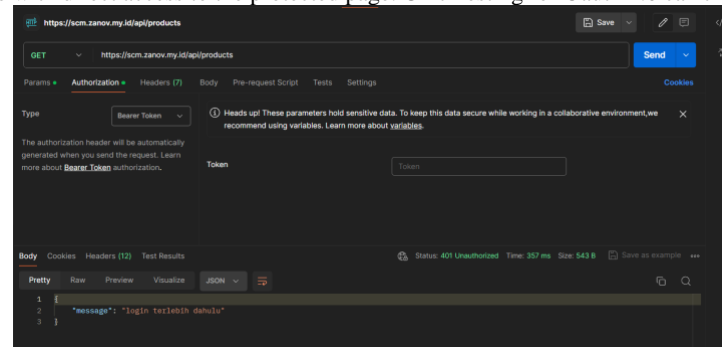 https://scm.zanov.my.id/api/products
Save
GET https://scm.zanov.my.id/api/products Send
Params Authorization Headers (7) Body Pre-request Script Tests Settings Cookies
Type Bearer Token
Heads up! These parameters hold sensitive data. To keep this data secure while working in a collaborative environment,we
recommend using variables. Learn more about variables.
The authorization header will be automatically
generated when you send the request. Learn
more about Bearer Token authorization.
Token Token
Body Cookies Headers (12) Test Results Status: 401 Unauthorized Time: 357 ms Size: 543 B Save as example
Pretty Raw Preview Visualize JSON
1 {
2 "message": "login terlebih dahulu"
3 }